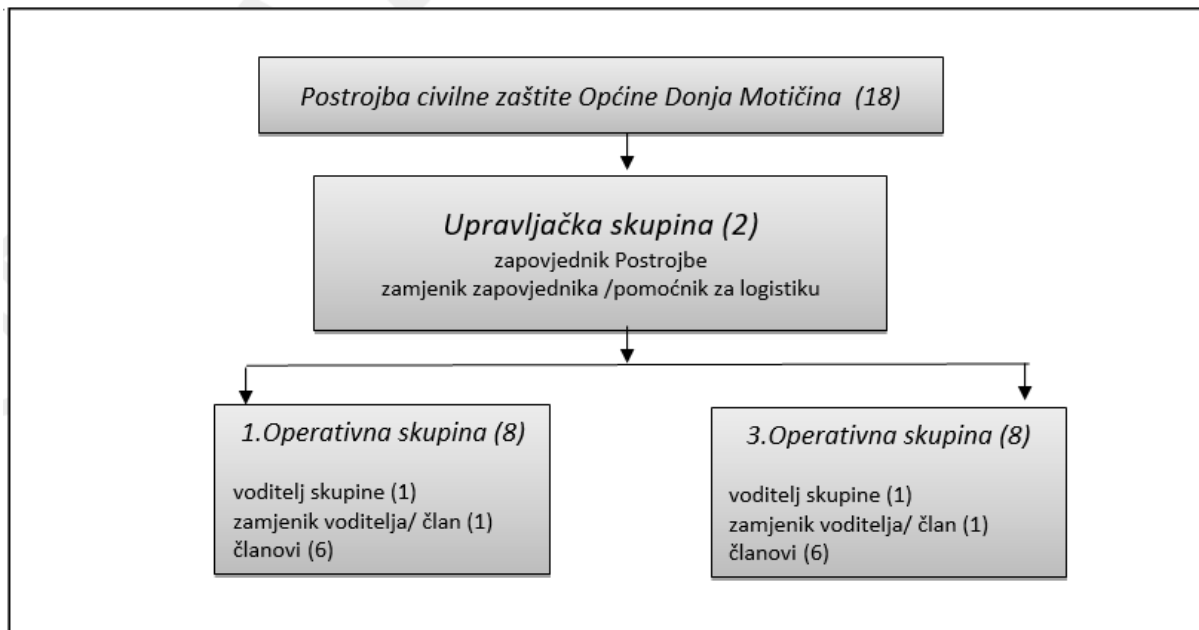 Postrojba civilne zaštite Općine Donja Motičina (18)
Upravljačka skupina (2)
zapovjednik Postrojbe
zamjenik zapovjednika /pomoćnik za logistiku
1.Operativna skupina (8)
voditelj skupine (1)
zamjenik voditelja/ član (1)
članovi (6)
3.Operativna skupina (8)
voditelj skupine (1)
zamjenik voditelja/ član (1)
članovi (6)